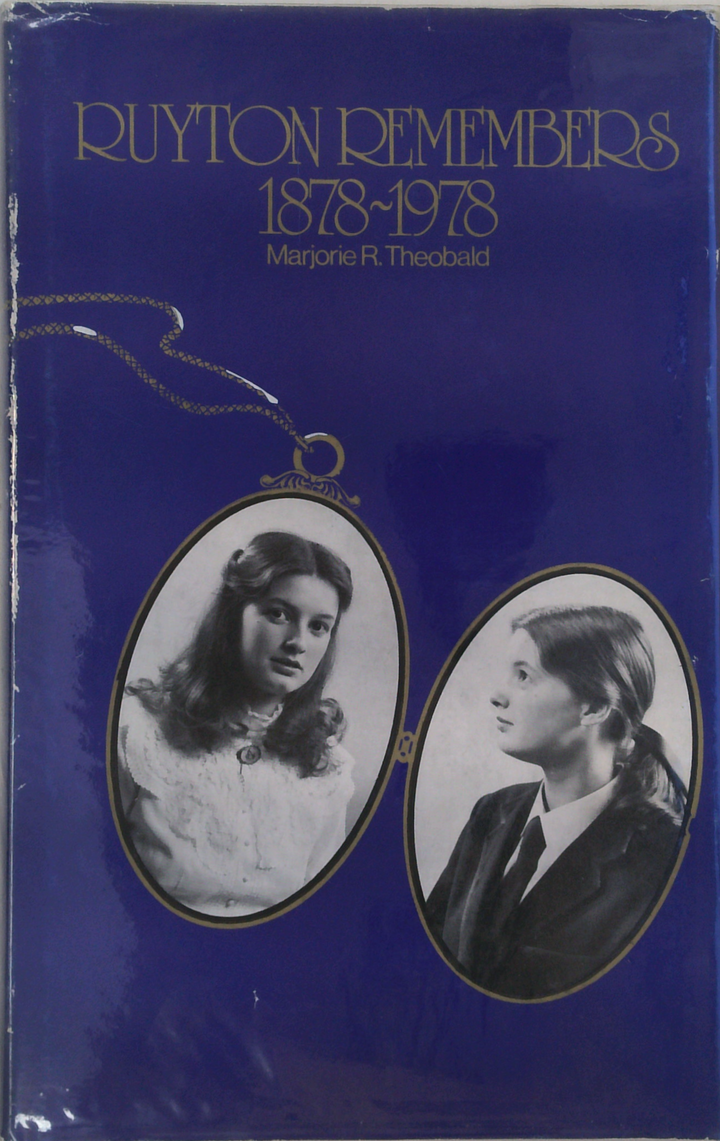 RUYTON REMEMBERS
1878~1978
Marjorie R. Theobald